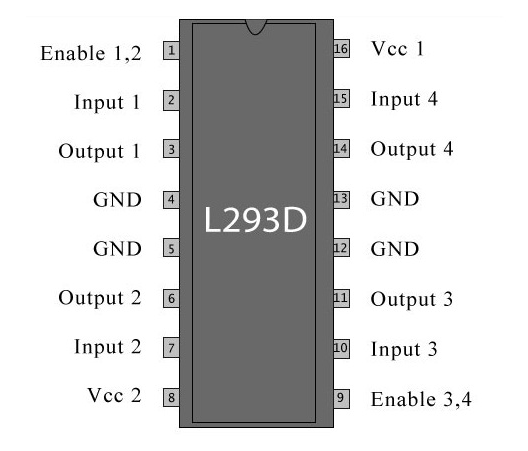 Enable 1,2 1 16 Vcc 1
Input 1 2 15 Input 4
Output 1 3 14 Output 4
GND 4 13 GND
L293D
GND 5 12 GND
Output 2 6 11 Output 3
Input 2 7 10 Input 3
Vcc 2 8 9 Enable 3,4